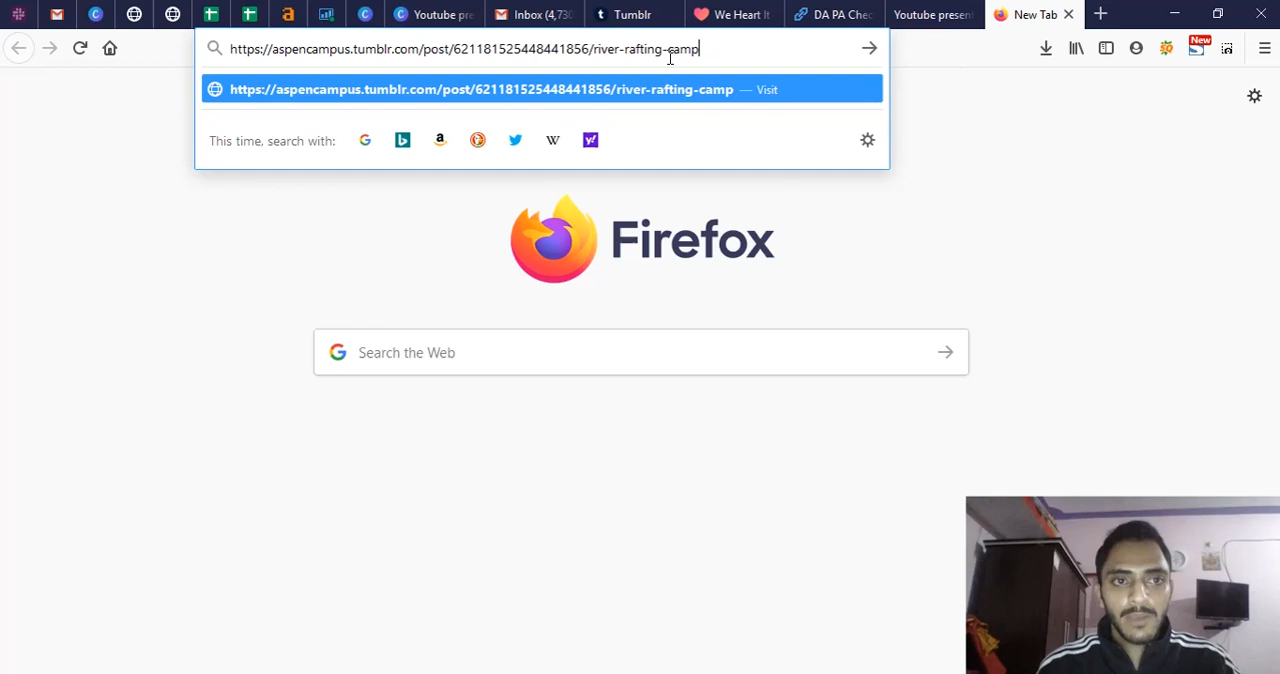 Youtube pre
Inbox (4,730
Tumblr
We Heart It
DA PA Chec
Youtube present
New Tab
https://aspencampus.tumblr.com/post/621181525448441856/river-rafting-camp
New
https://aspencampus.tumblr.com/post/621181525448441856/river-rafting-camp — Visit
This time, search with:
Firefox
Search the Web